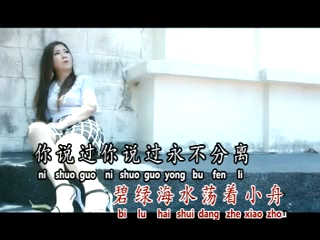 你说过你说过永不分离
ni shuo guo ni shuo guo yong bu fen li
碧绿海水荡着小舟
bi lu hai shui dang zhe xiao zho